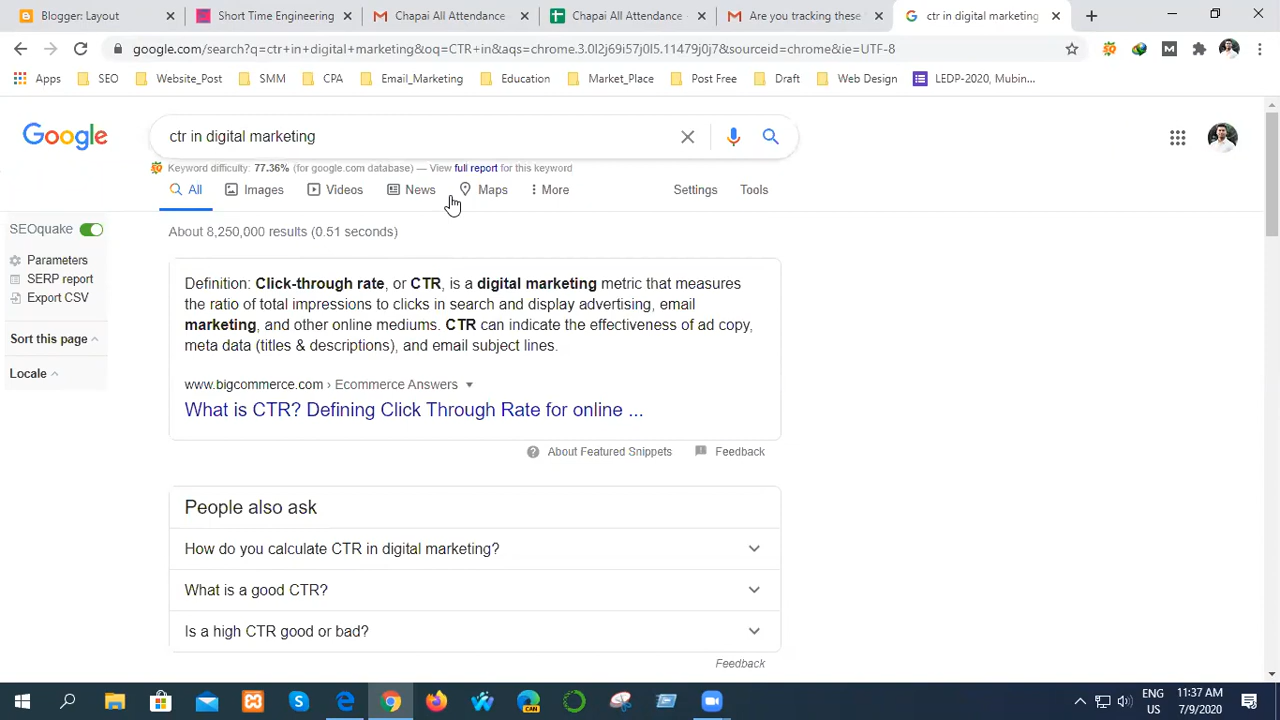 Blogger: Layout
Short Time Engineering
Chapai All Attendance
Chapai All Attendance
Are you tracking these
ctr in digital marketing
google.com/search?q=ctr+in+digital+marketing&oq=CTR+in&aqs=chrome.3.0l2j69i57j0l5.11479j0j7&sourceid=chrome&ie=UTF-8
Apps
SEO
Website_Post
SMM
CPA
Email_Marketing
Education
Market_Place
Post Free
Draft
Web Design
LEDP-2020, Mubin...
Google
ctr in digital marketing
Keyword difficulty: 77.36% (for google.com database) — View full report for this keyword
All
Images
Videos
News
Maps
More
Settings
Tools
SEOquake
About 8,250,000 results (0.51 seconds)
Parameters
SERP report
Export CSV
Sort this page
Locale
Definition: Click-through rate, or CTR, is a digital marketing metric that measures
the ratio of total impressions to clicks in search and display advertising, email
marketing, and other online mediums. CTR can indicate the effectiveness of ad copy,
meta data (titles & descriptions), and email subject lines.
www.bigcommerce.com › Ecommerce Answers
What is CTR? Defining Click Through Rate for online ...
About Featured Snippets
Feedback
People also ask
How do you calculate CTR in digital marketing?
What is a good CTR?
Is a high CTR good or bad?
Feedback
CAN
ENG
US
11:37 AM
7/9/2020